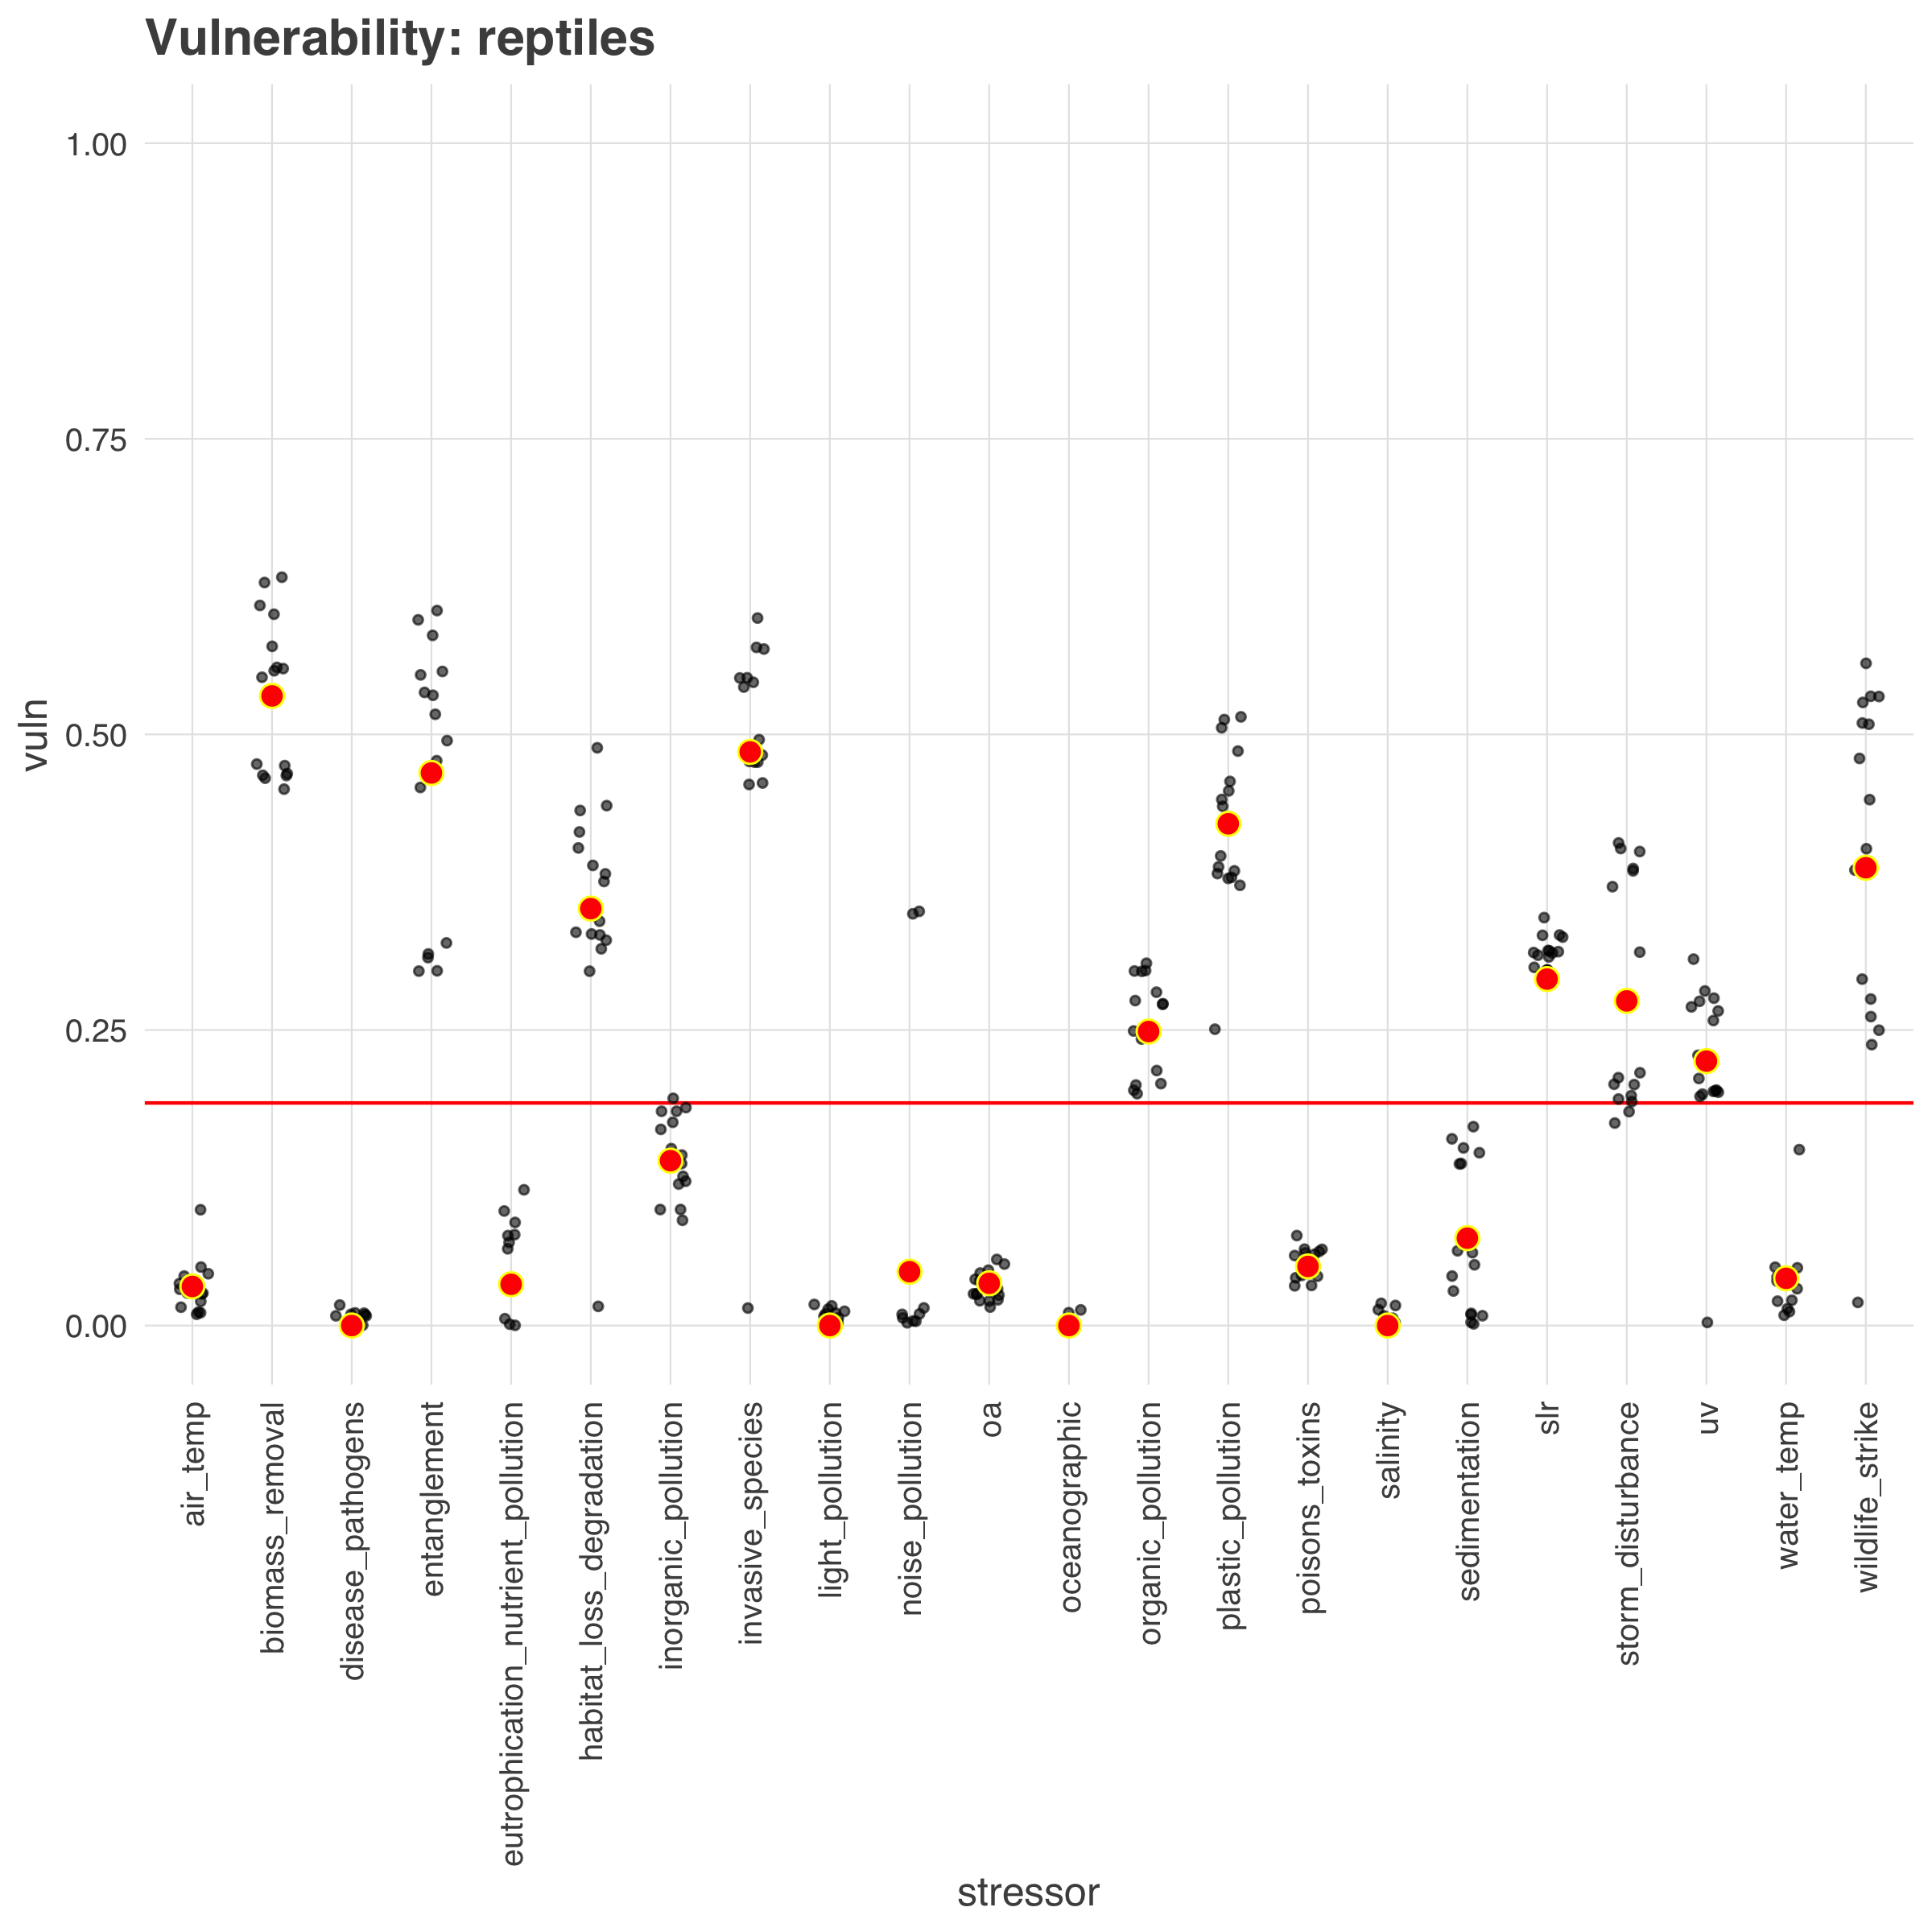 Vulnerability: reptiles
vuln
1.00
0.75
0.50
0.25
0.00
air_temp
biomass_removal
disease_pathogens
entanglement
eutrophication_nutrient_pollution
habitat_loss_degradation
inorganic_pollution
invasive_species
light_pollution
noise_pollution
oa
oceanographic
organic_pollution
plastic_pollution
poisons_toxins
salinity
sedimentation
slr
storm_disturbance
uv
water_temp
wildlife_strike
stressor